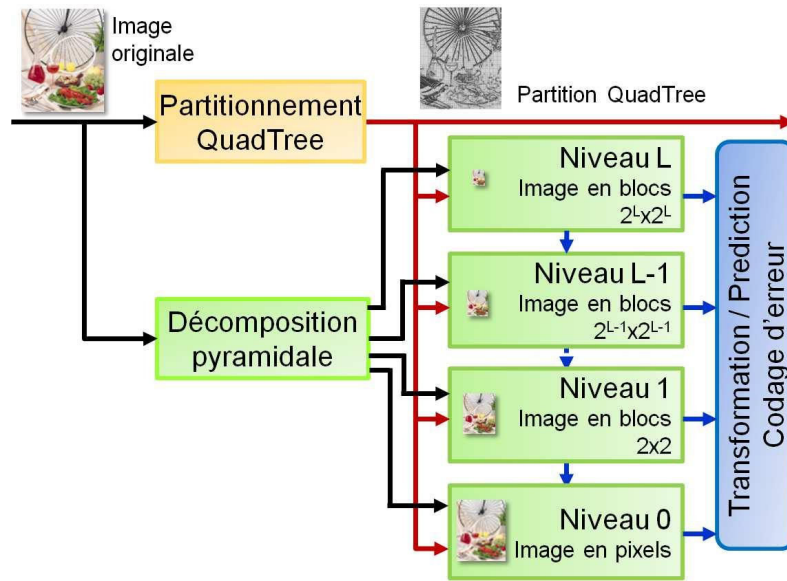 Image
originale
Partitionnement
QuadTree
Partition QuadTree
Niveau L
Image en blocs
2ᴸx2ᴸ
Niveau L-1
Image en blocs
2ᴸ⁻¹x2ᴸ⁻¹
Décomposition
pyramidale
Niveau 1
Image en blocs
2x2
Niveau 0
Image en pixels
Transformation / Prediction
Codage d'erreur